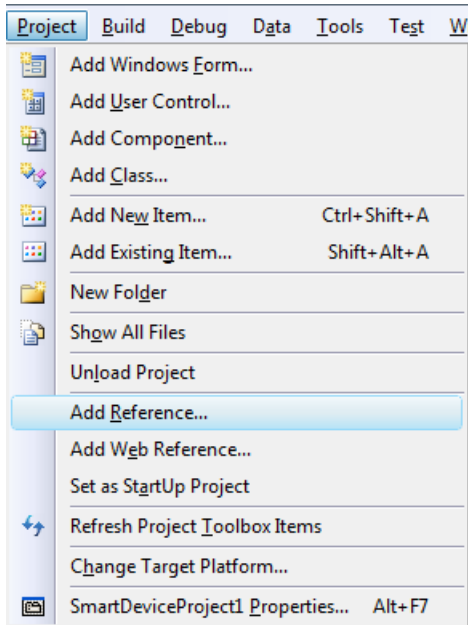 Project Build Debug Data Tools Test W
Add Windows Form...
Add User Control...
Add Component...
Add Class...
Add New Item... Ctrl+Shift+A
Add Existing Item... Shift+Alt+A
New Folder
Show All Files
Unload Project
Add Reference...
Add Web Reference...
Set as StartUp Project
Refresh Project Toolbox Items
Change Target Platform...
SmartDeviceProject1 Properties... Alt+F7